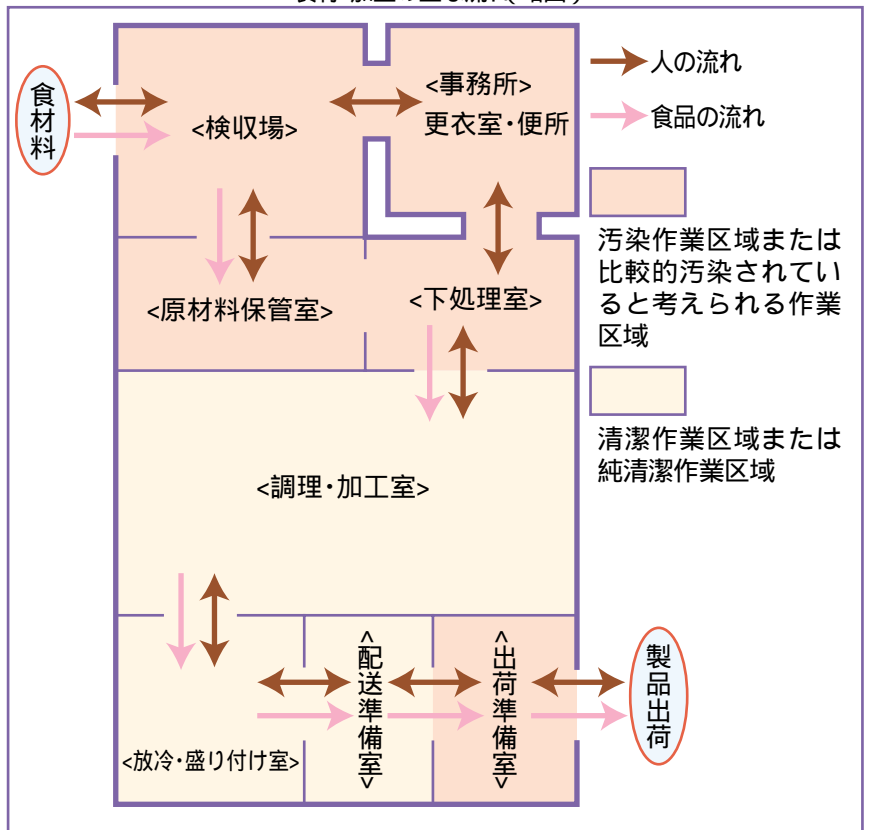 食材料
<検収場>
<事務所>
更衣室・便所
人の流れ
食品の流れ
<原材料保管室>
<下処理室>
汚染作業区域または
比較的汚染されてい
ると考えられる作業
区域
清潔作業区域または
純清潔作業区域
<調理・加工室>
<放冷・盛り付け室>
<配送準備室>
<出荷準備室>
製品出荷